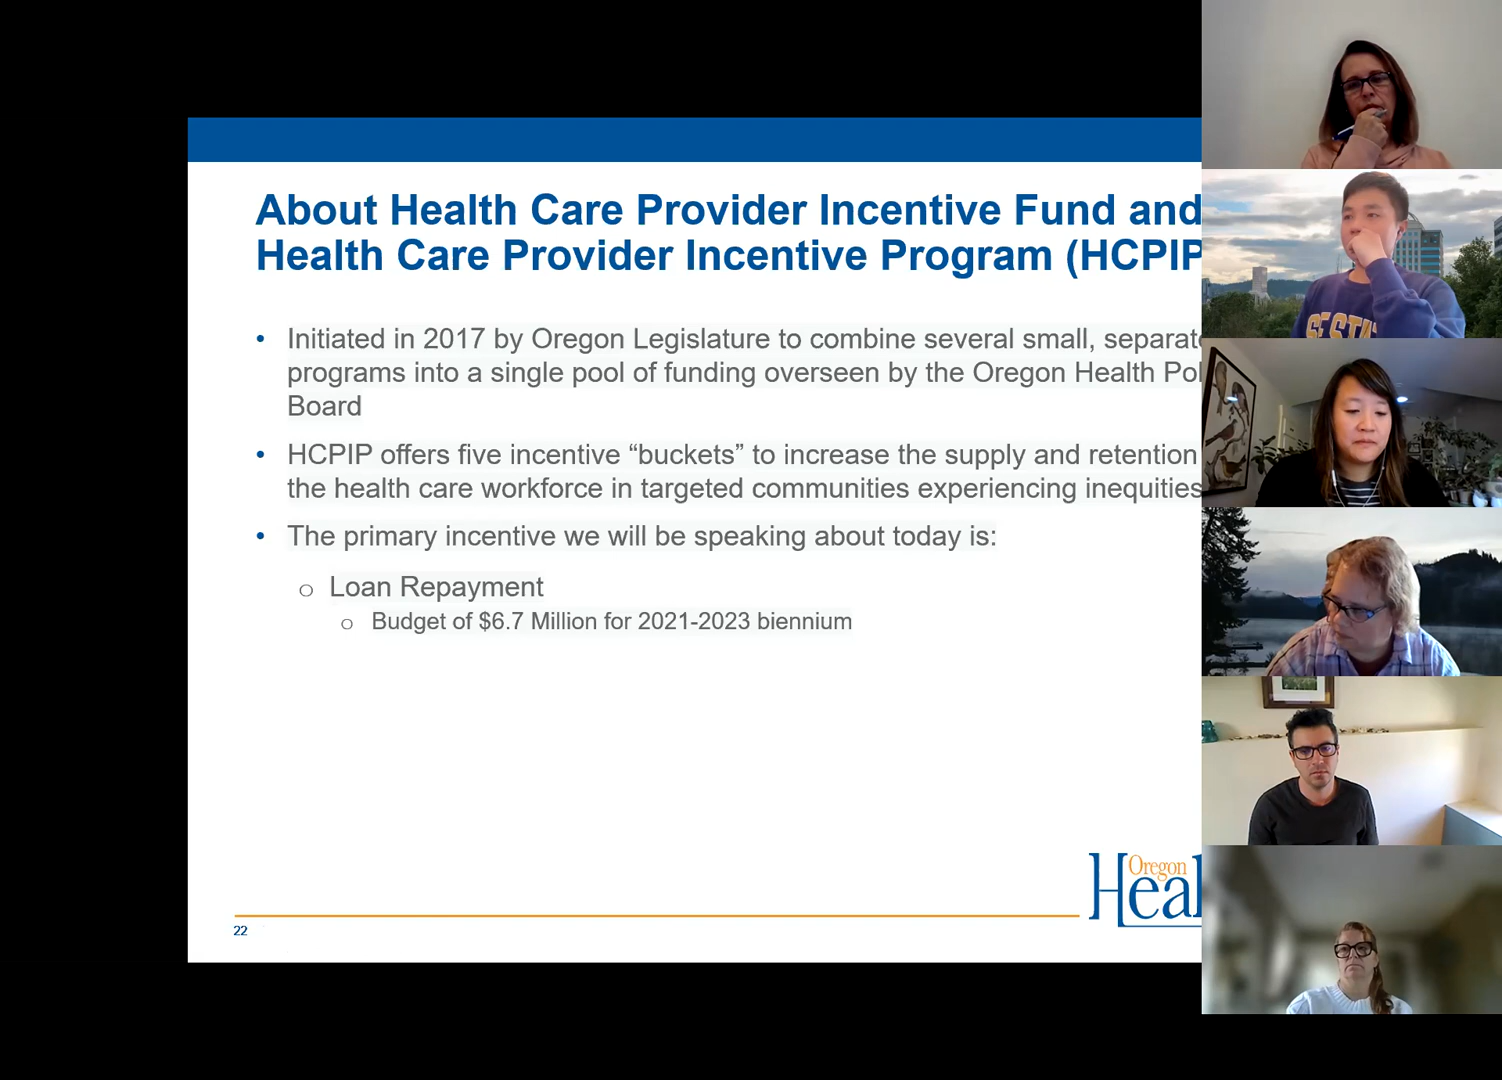 About Health Care Provider Incentive Fund and
Health Care Provider Incentive Program (HCPIP
• Initiated in 2017 by Oregon Legislature to combine several small, separate
programs into a single pool of funding overseen by the Oregon Health Pol
Board
• HCPIP offers five incentive “buckets” to increase the supply and retention
the health care workforce in targeted communities experiencing inequities
• The primary incentive we will be speaking about today is:
o Loan Repayment
o Budget of $6.7 Million for 2021-2023 biennium
Oregon
Heal
22